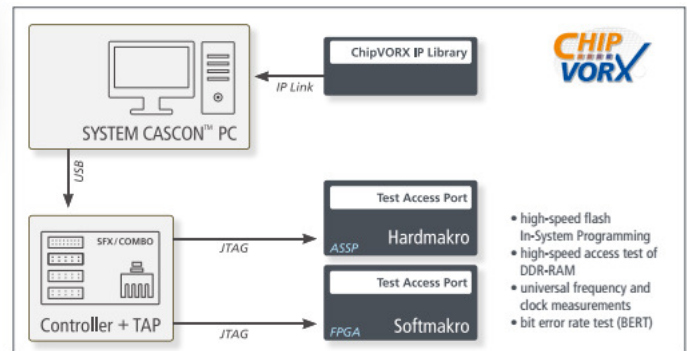 ChipVORX IP Library
CHIP
VORX
IP Link
SYSTEM CASCON™ PC
USB
Test Access Port
Hardmakro
ASSP
SFX/COMBO
JTAG
Controller + TAP
Test Access Port
Softmakro
FPGA
JTAG
• high-speed flash
In-System Programming
• high-speed access test of
DDR-RAM
• universal frequency and
clock measurements
• bit error rate test (BERT)